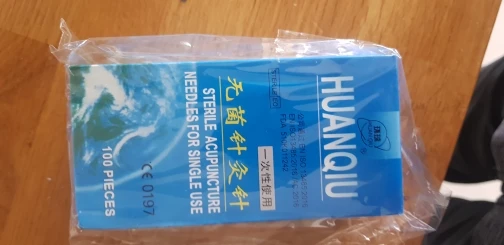 HUANQIU
无菌针灸针
一次性使用
STERILE ACUPUNCTURE
NEEDLES FOR SINGLE USE
100 PIECES
CE 0197